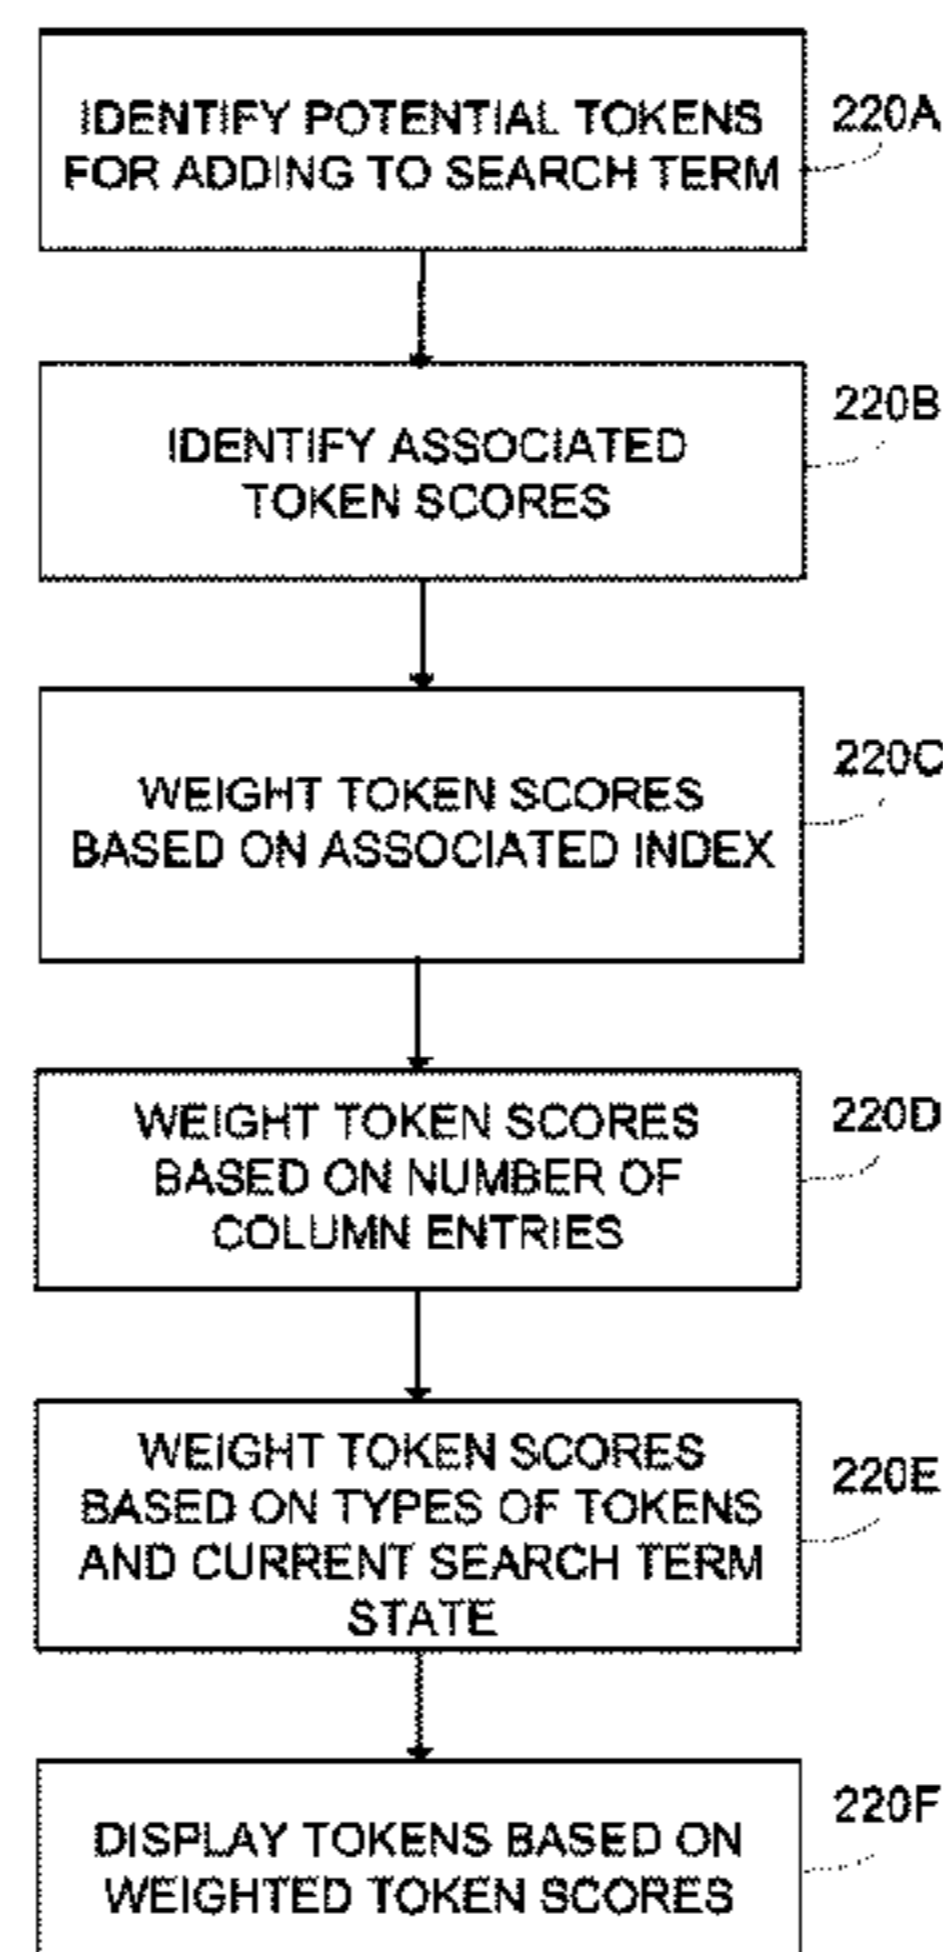 IDENTIFY POTENTIAL TOKENS
FOR ADDING TO SEARCH TERM
220A
IDENTIFY ASSOCIATED
TOKEN SCORES
220B
WEIGHT TOKEN SCORES
BASED ON ASSOCIATED INDEX
220C
WEIGHT TOKEN SCORES
BASED ON NUMBER OF
COLUMN ENTRIES
220D
WEIGHT TOKEN SCORES
BASED ON TYPES OF TOKENS
AND CURRENT SEARCH TERM
STATE
220E
DISPLAY TOKENS BASED ON
WEIGHTED TOKEN SCORES
220F